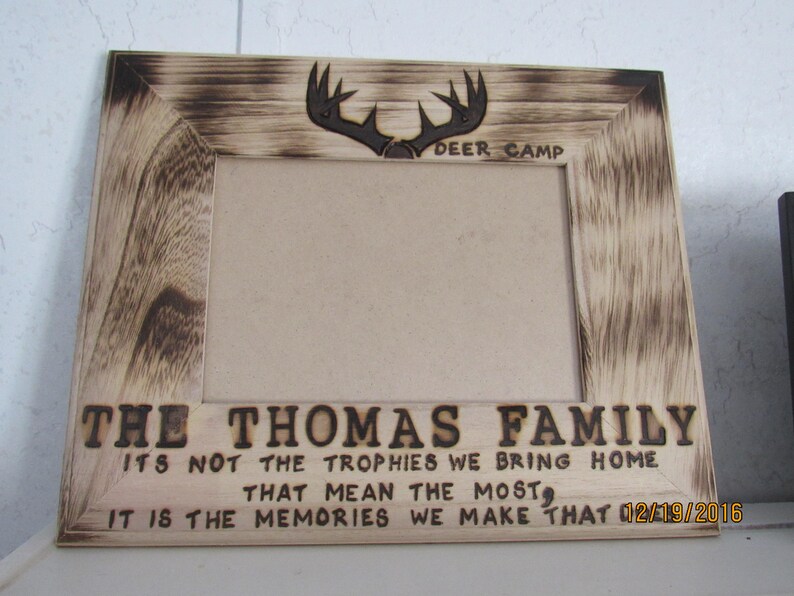 DEER CAMP
THE THOMAS FAMILY
ITS NOT THE TROPHIES WE BRING HOME
THAT MEAN THE MOST,
IT IS THE MEMORIES WE MAKE THAT
12/19/2016